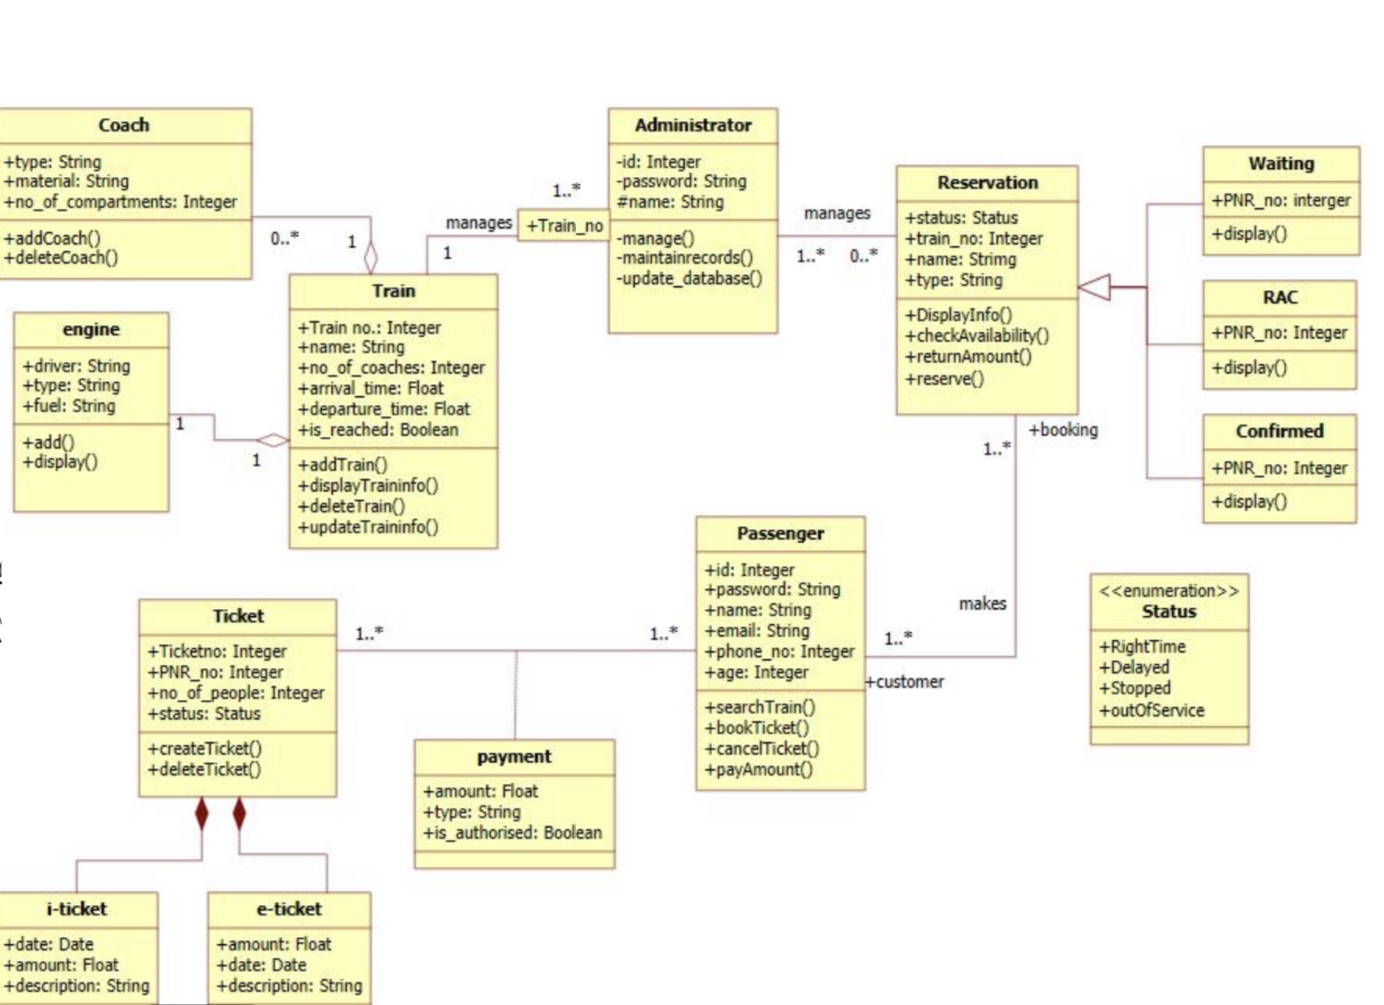 Coach
+type: String
+material: String
+no_of_compartments: Integer
+addCoach()
+deleteCoach()
0..*
1
engine
+driver: String
+type: String
+fuel: String
+add()
+display()
1
1
Train
+Train no.: Integer
+name: String
+no_of_coaches: Integer
+arrival_time: Float
+departure_time: Float
+is_reached: Boolean
+addTrain()
+displayTraininfo()
+deleteTrain()
+updateTraininfo()
manages
1
1..*
+Train_no
Administrator
-id: Integer
-password: String
#name: String
-manage()
-maintainrecords()
-update_database()
manages
1..* 0..*
Reservation
+status: Status
+train_no: Integer
+name: Strimg
+type: String
+DisplayInfo()
+checkAvailability()
+returnAmount()
+reserve()
Waiting
+PNR_no: interger
+display()
RAC
+PNR_no: Integer
+display()
Confirmed
+PNR_no: Integer
+display()
+booking
1..*
makes
1..*
+customer
Passenger
+id: Integer
+password: String
+name: String
+email: String
+phone_no: Integer
+age: Integer
+searchTrain()
+bookTicket()
+cancelTicket()
+payAmount()
<<enumeration>>
Status
+RightTime
+Delayed
+Stopped
+outOfService
Ticket
+Ticketno: Integer
+PNR_no: Integer
+no_of_people: Integer
+status: Status
+createTicket()
+deleteTicket()
1..*
1..*
payment
+amount: Float
+type: String
+is_authorised: Boolean
i-ticket
+date: Date
+amount: Float
+description: String
e-ticket
+amount: Float
+date: Date
+description: String